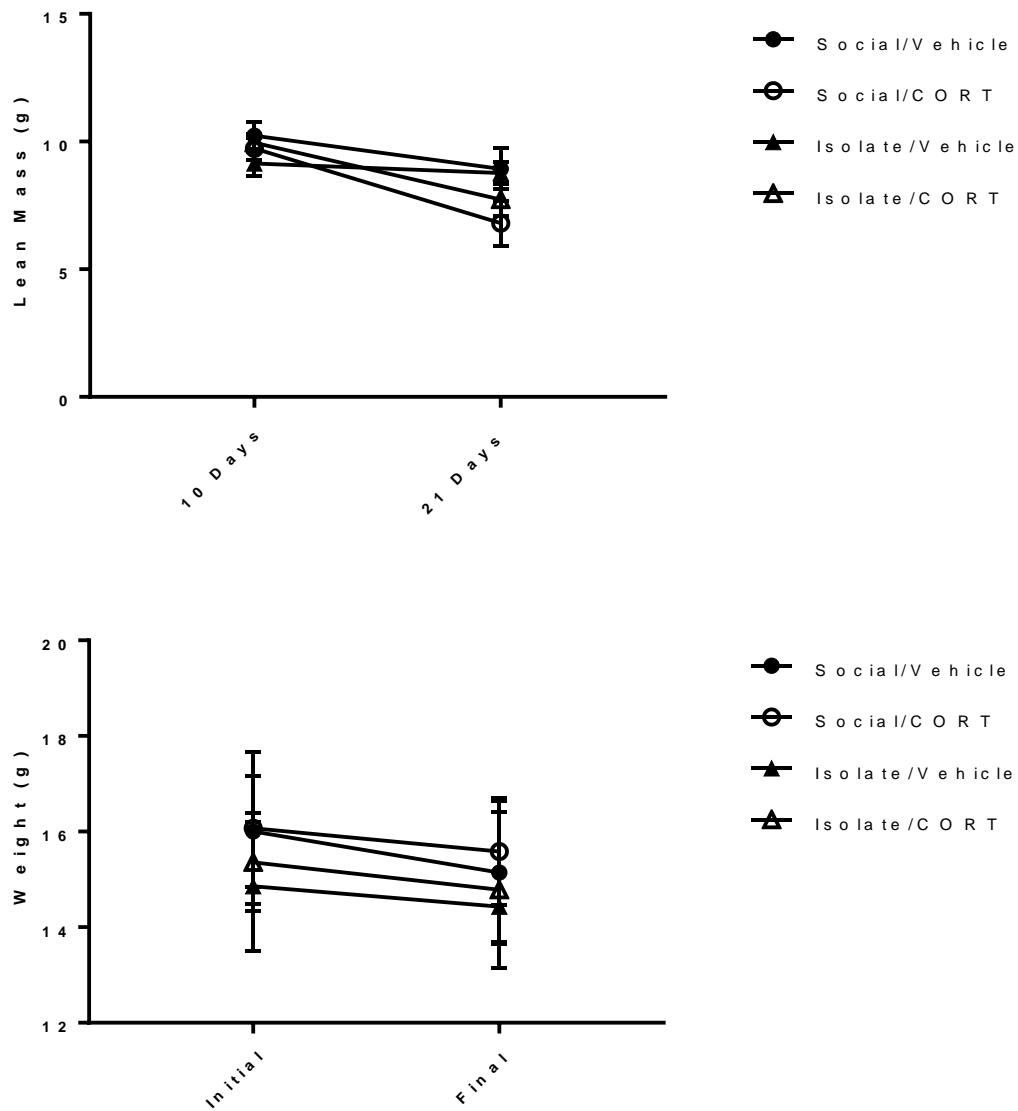 15
10
5
0
Lean Mass (g)
10 Days
21 Days
Social/Vehicle
Social/CORT
Isolate/Vehicle
Isolate/CORT
20
18
16
14
12
Weight (g)
Initial
Final
Social/Vehicle
Social/CORT
Isolate/Vehicle
Isolate/CORT